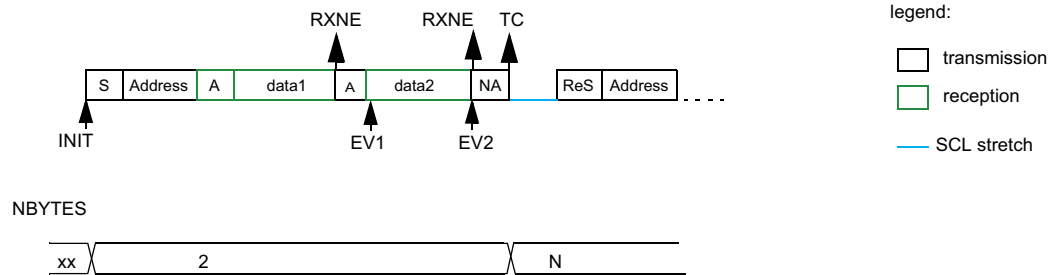 RXNE RXNE TC
legend:
transmission
S Address A data1 A data2 NA ReS Address
reception
INIT EV1 EV2
SCL stretch
NBYTES
xx 2 N